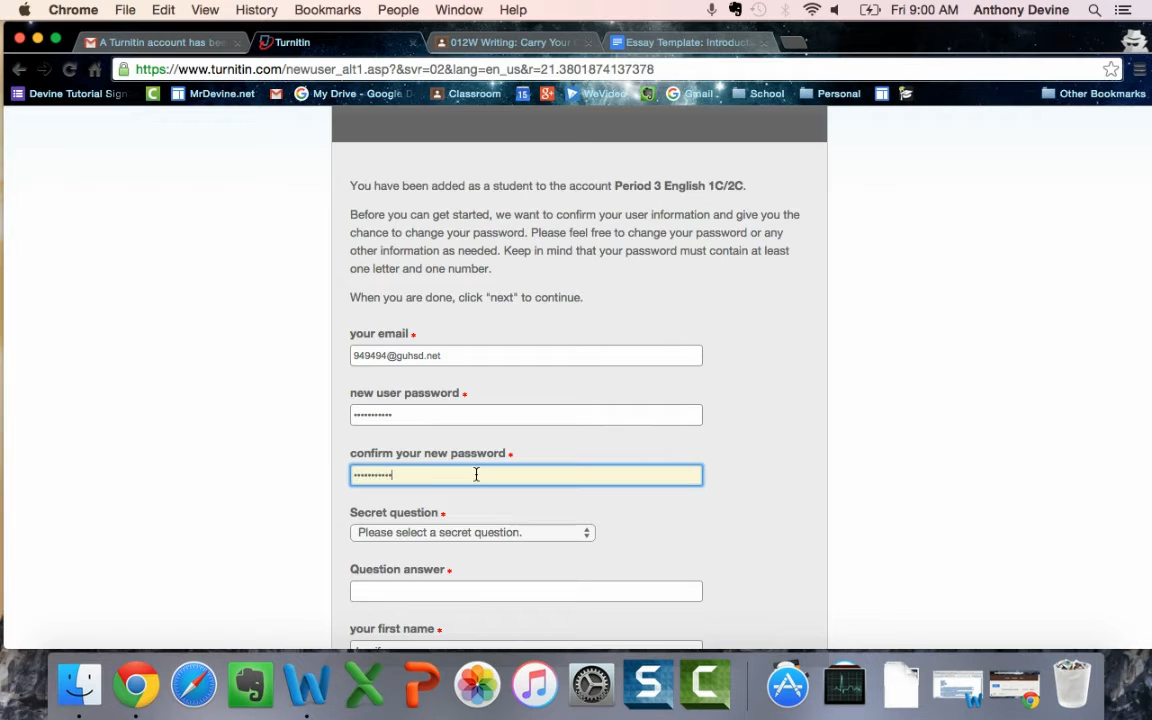 Chrome File Edit View History Bookmarks People Window Help Fri 9:00 AM Anthony Devine
A Turnitin account has be Turnitin 012W Writing: Carry Your Essay Template: Introduct
https://www.turnitin.com/newuser_alt1.asp?&svr=02&lang=en_us&r=21.3801874137378
Devine Tutorial Sign MrDevine.net My Drive - Google D Classroom 15 WeVideo Gmail School Personal Other Bookmarks
You have been added as a student to the account Period 3 English 1C/2C.
Before you can get started, we want to confirm your user information and give you the
chance to change your password. Please feel free to change your password or any
other information as needed. Keep in mind that your password must contain at least
one letter and one number.
When you are done, click "next" to continue.
your email *
949494@guhsd.net
new user password *
•••••••••••
confirm your new password *
•••••••••••
Secret question *
Please select a secret question.
Question answer *
your first name *